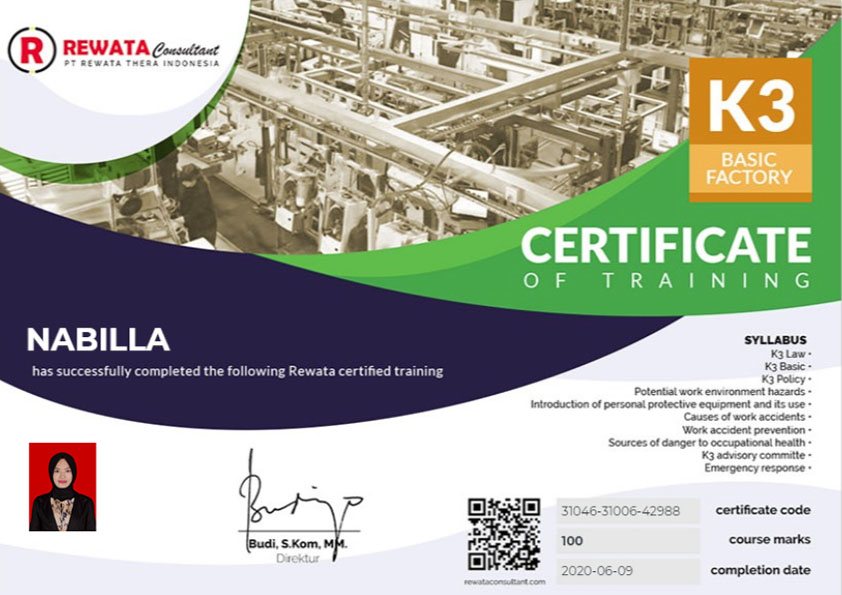 R
REWATA Consultant
PT REWATA THERA INDONESIA
K3
BASIC
FACTORY
CERTIFICATE
OF TRAINING
NABILLA
has successfully completed the following Rewata certified training
SYLLABUS
K3 Law •
K3 Basic •
K3 Policy •
Potential work environment hazards •
Introduction of personal protective equipment and its use •
Causes of work accidents •
Work accident prevention •
Sources of danger to occupational health •
K3 advisory committe •
Emergency response •
Budi, S.Kom, MM.
Direktur
rewataconsultant.com
31046-31006-42988 certificate code
100 course marks
2020-06-09 completion date